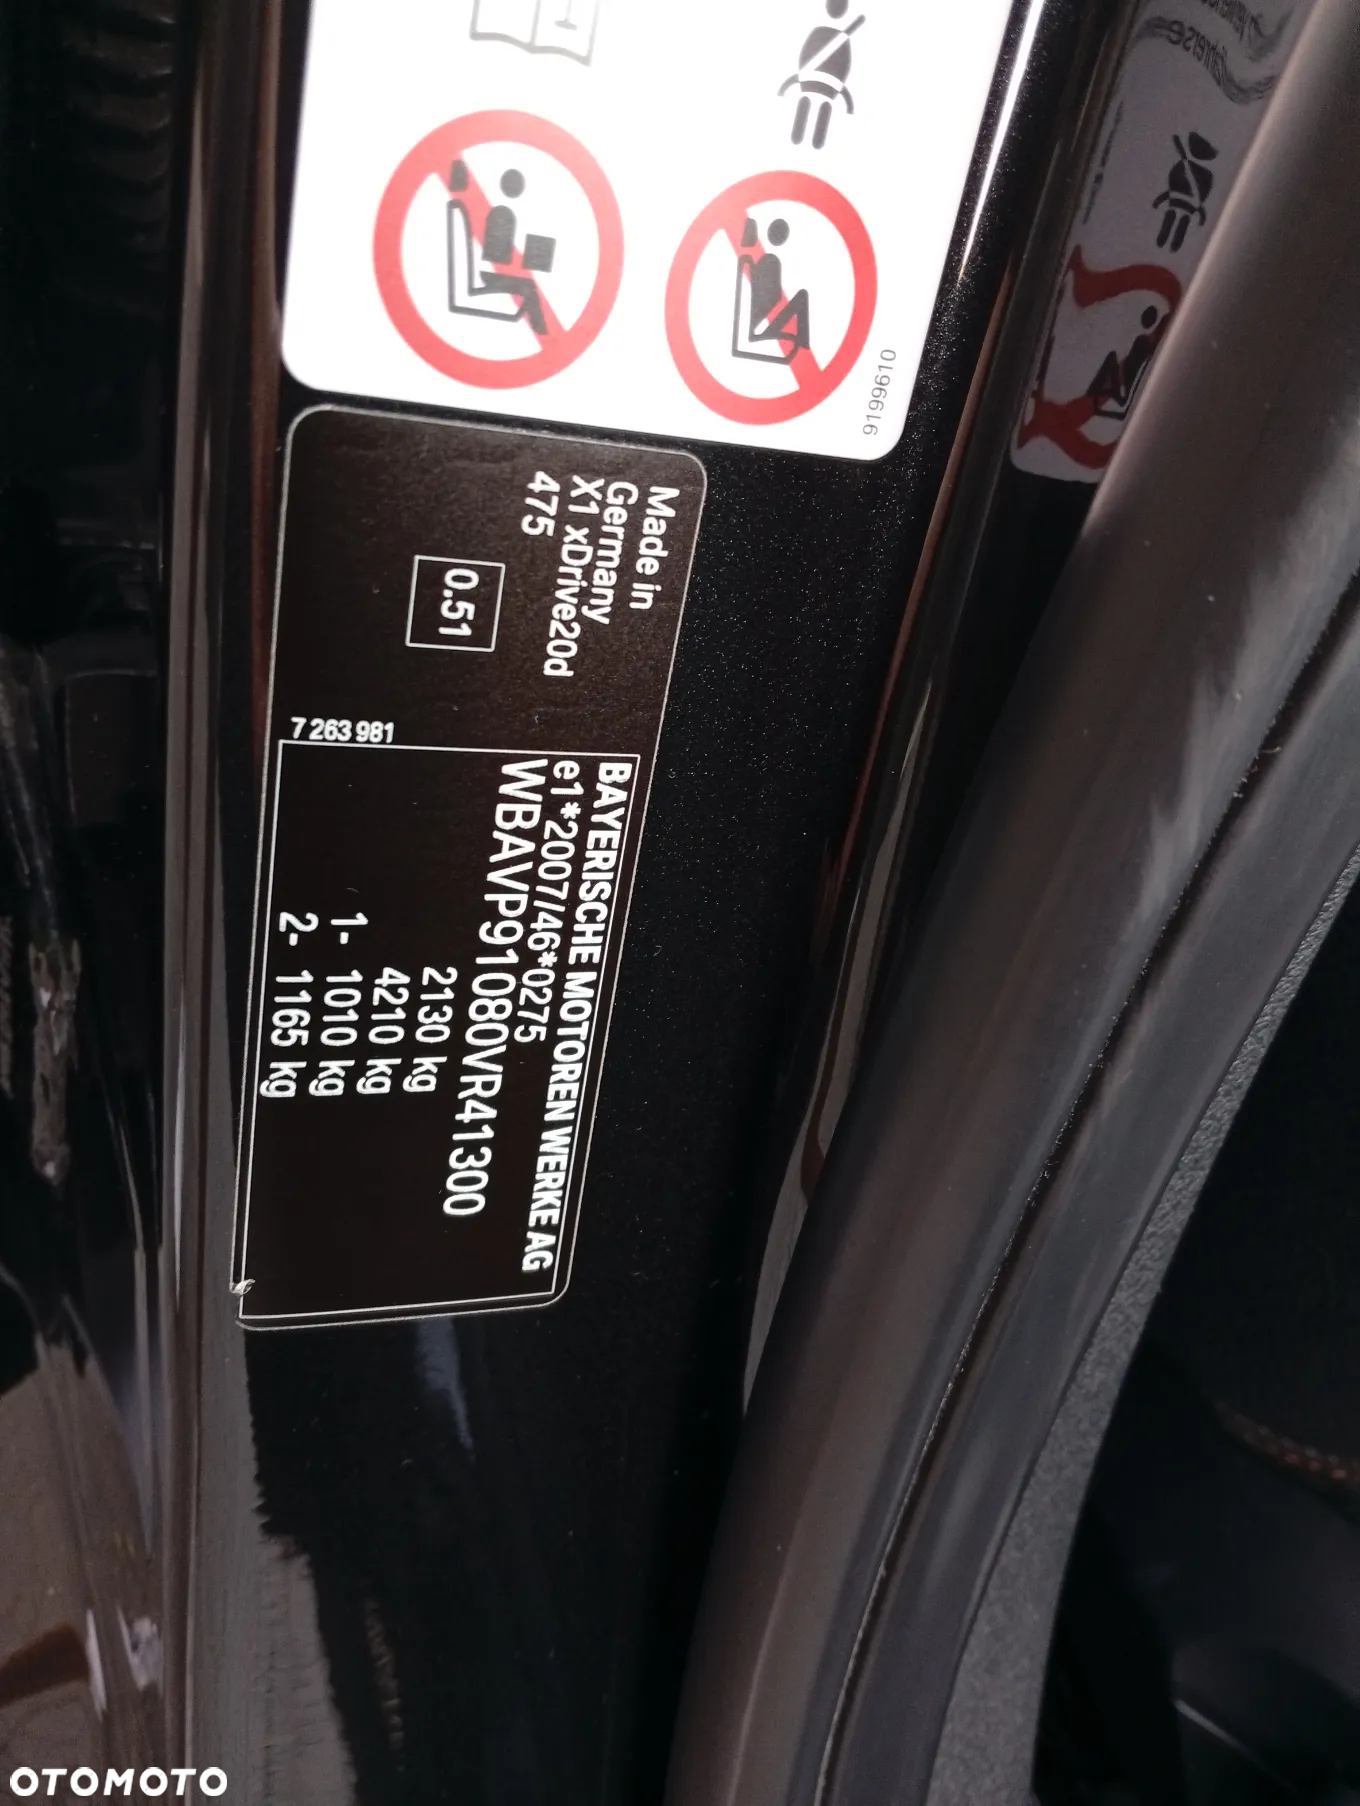 9199610
Made in
Germany
X1 xDrive20d
475
0.51
7 263 981
BAYERISCHE MOTOREN WERKE AG
e1*2007/46*0275
WBAVP91080VR41300
2130 kg
4210 kg
1- 1010 kg
2- 1165 kg
OTOMOTO